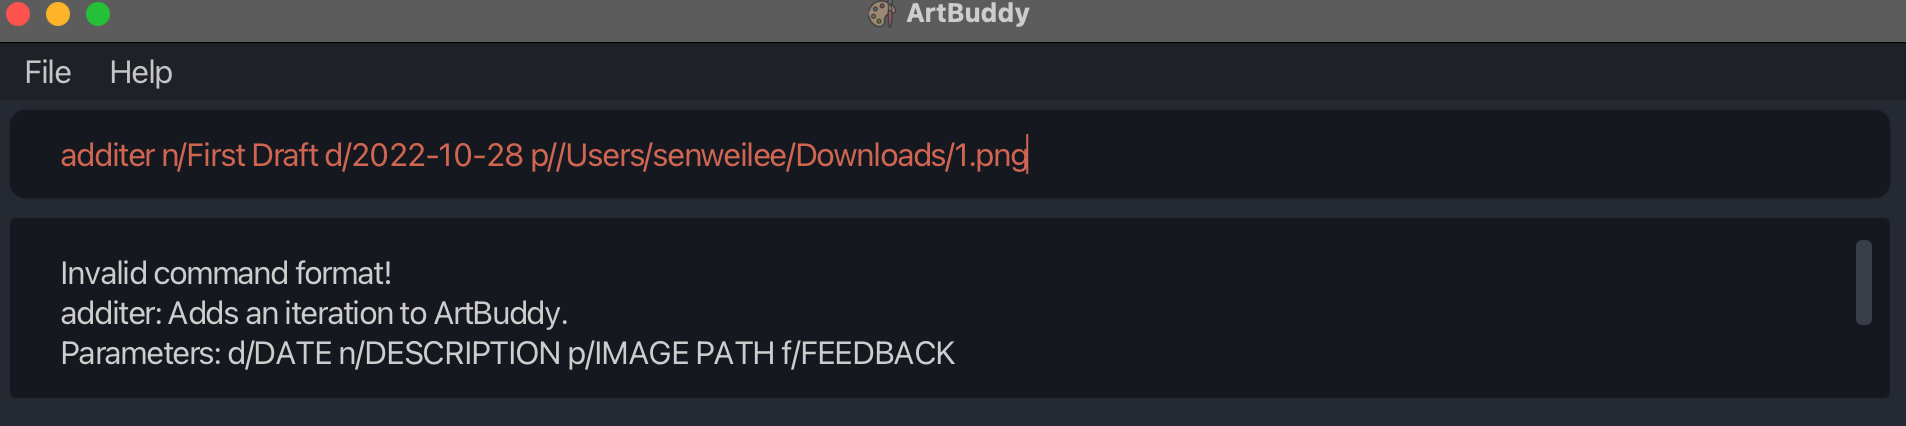 ArtBuddy
File Help
additer n/First Draft d/2022-10-28 p//Users/senweilee/Downloads/1.png
Invalid command format!
additer: Adds an iteration to ArtBuddy.
Parameters: d/DATE n/DESCRIPTION p/IMAGE PATH f/FEEDBACK